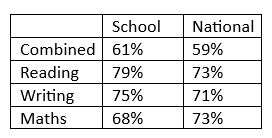 School National
Combined 61% 59%
Reading 79% 73%
Writing 75% 71%
Maths 68% 73%